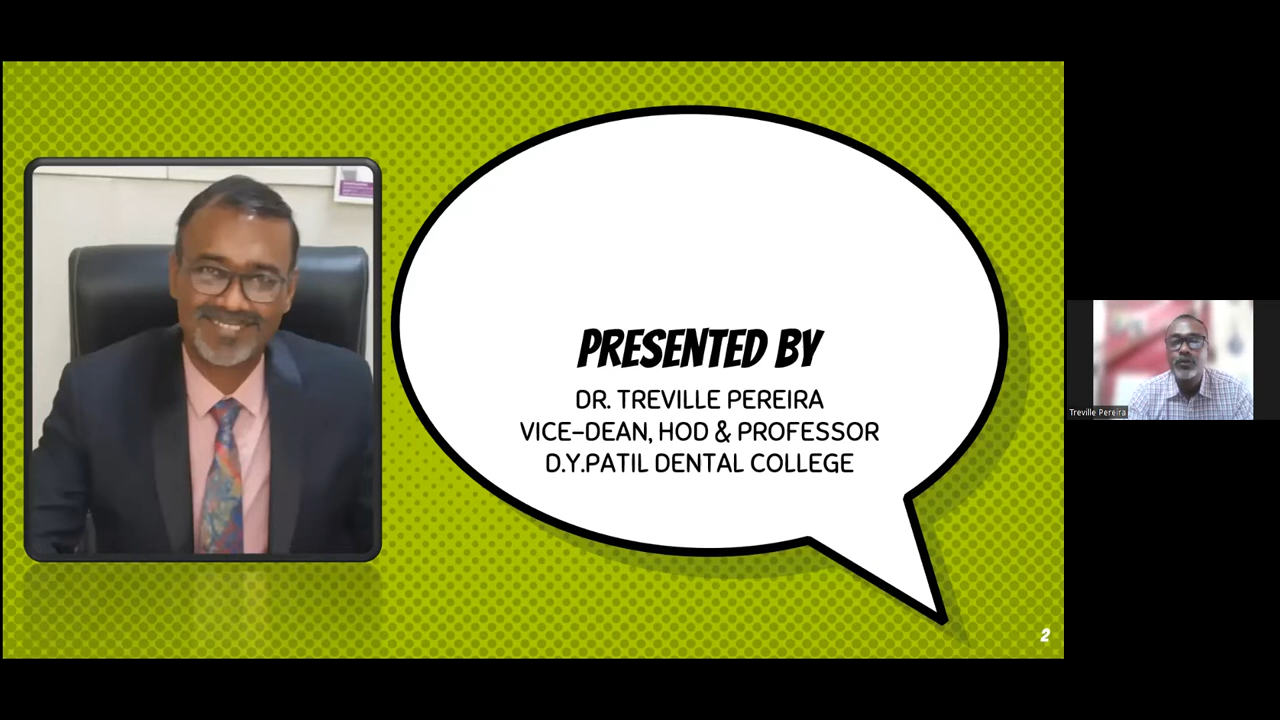 PRESENTED BY
DR. TREVILLE PEREIRA
VICE-DEAN, HOD & PROFESSOR
D.Y.PATIL DENTAL COLLEGE
Treville Pereira
2